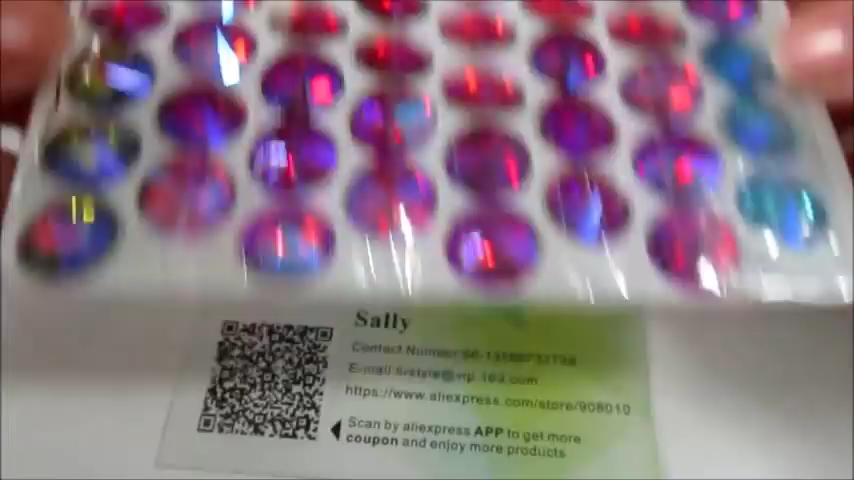 Sally
Contact Number
E-mail
https://www.aliexpress.com/store/908010
Scan by aliexpress APP to get more
coupon and enjoy more products